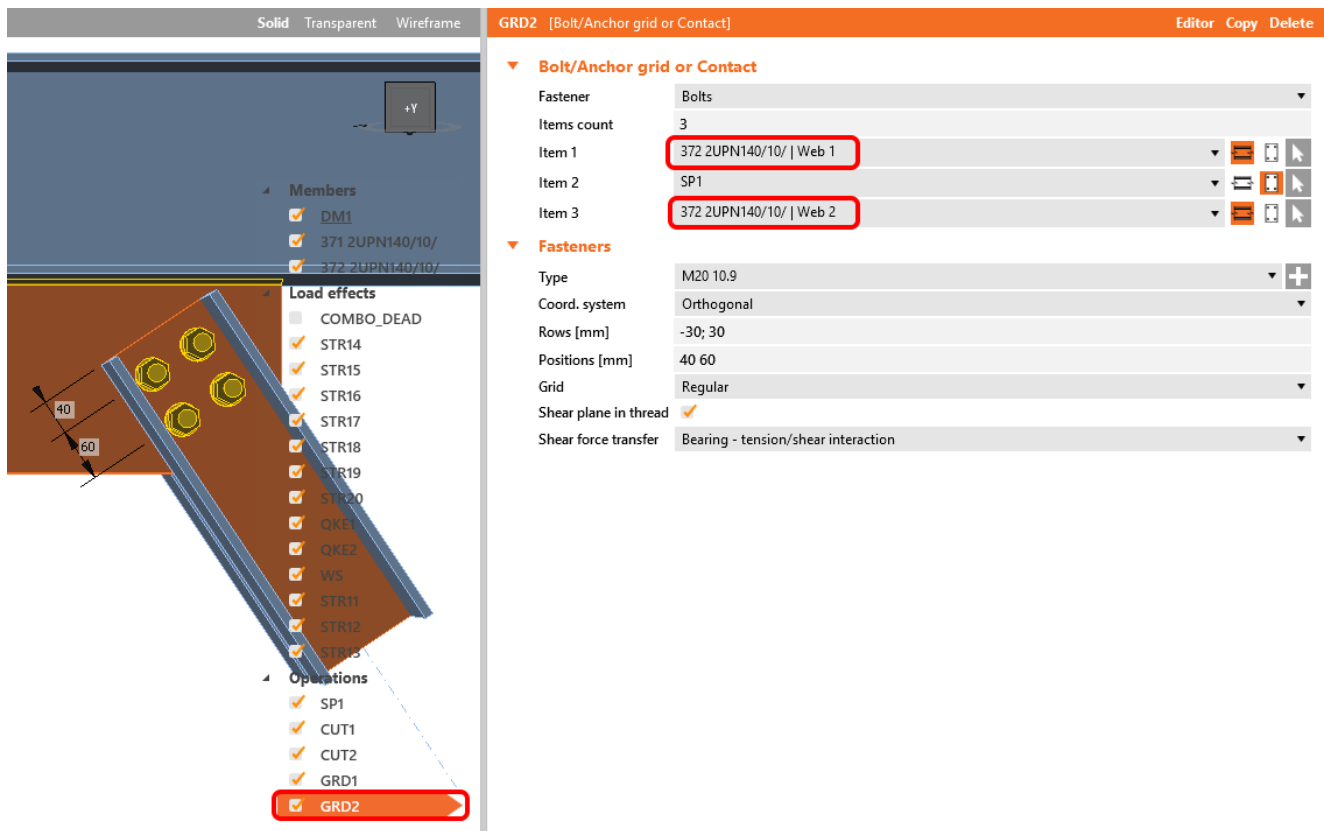 Solid Transparent Wireframe
GRD2 [Bolt/Anchor grid or Contact] Editor Copy Delete
+Y
Members
DM1
371 2UPN140/10/
372 2UPN140/10/
Load effects
COMBO_DEAD
STR14
STR15
STR16
STR17
STR18
STR19
STR20
QKE1
QKE2
WS
STR11
STR12
STR13
Operations
SP1
CUT1
CUT2
GRD1
GRD2
40
60
Bolt/Anchor grid or Contact
Fastener Bolts
Items count 3
Item 1 372 2UPN140/10/ | Web 1
Item 2 SP1
Item 3 372 2UPN140/10/ | Web 2
Fasteners
Type M20 10.9
Coord. system Orthogonal
Rows [mm] -30; 30
Positions [mm] 40 60
Grid Regular
Shear plane in thread
Shear force transfer Bearing - tension/shear interaction